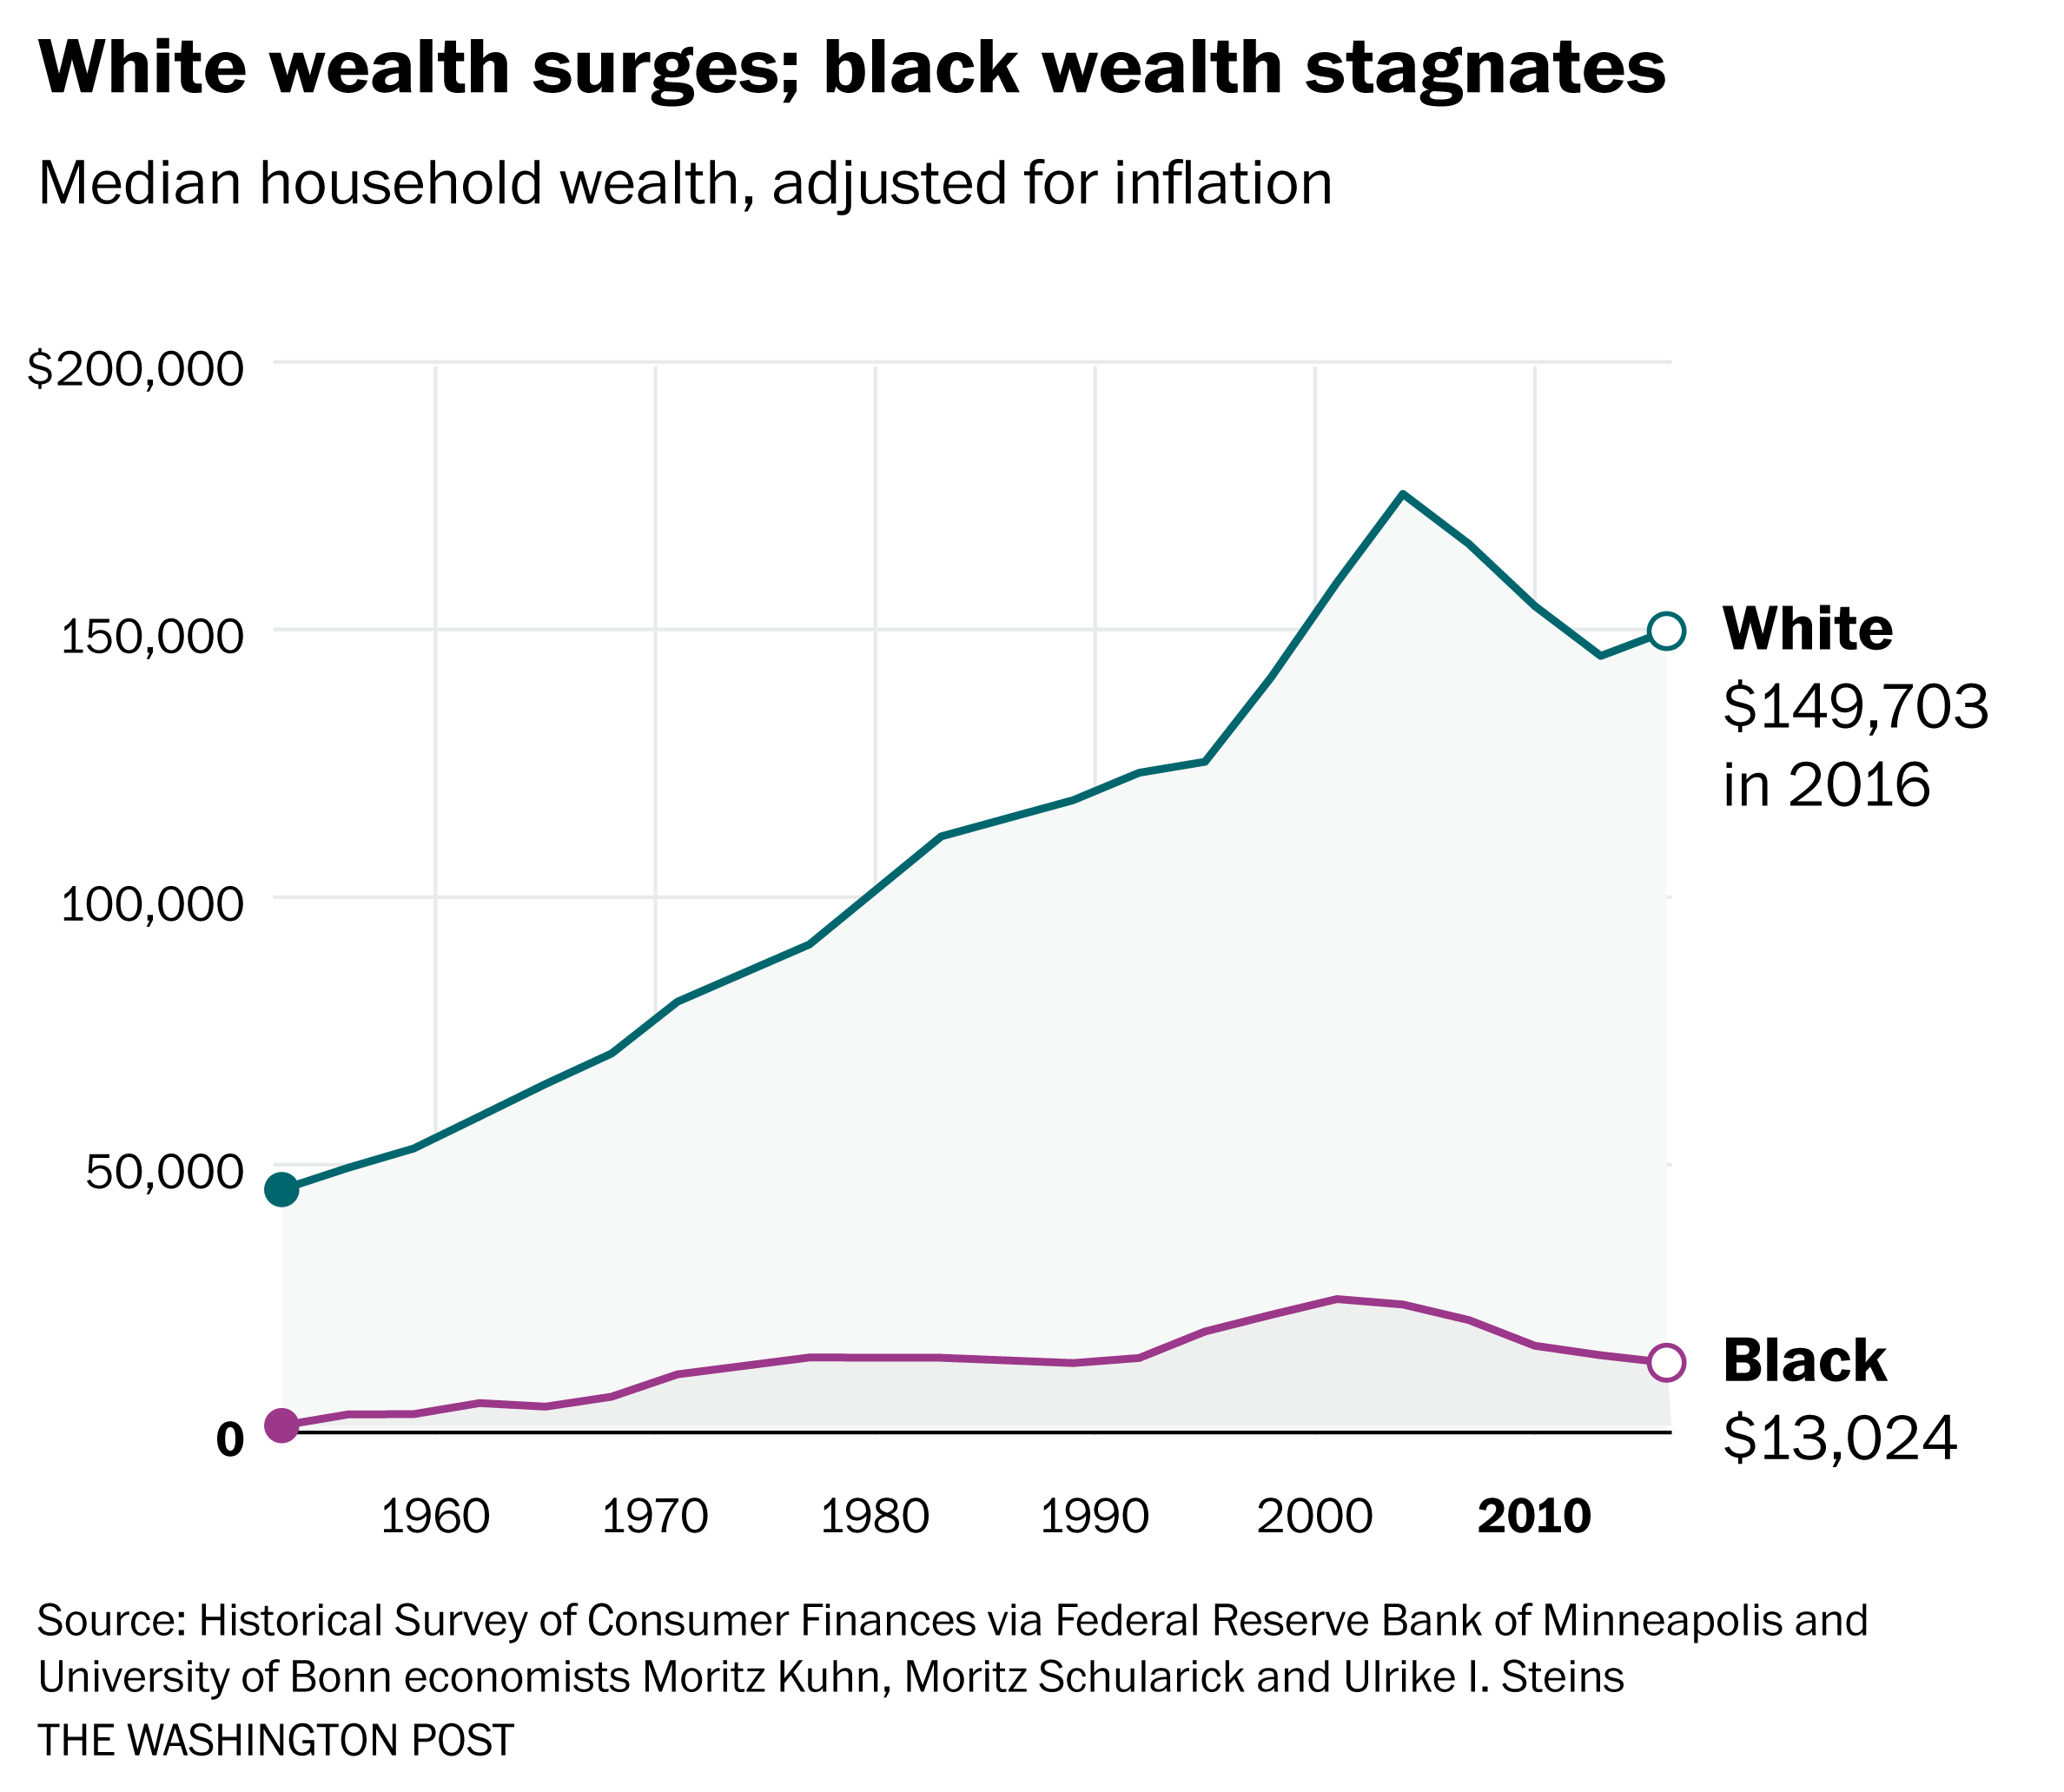 White wealth surges; black wealth stagnates
Median household wealth, adjusted for inflation
$200,000
150,000
100,000
50,000
0
White
$149,703
in 2016
Black
$13,024
1960
1970
1980
1990
2000
2010
Source: Historical Survey of Consumer Finances via Federal Reserve Bank of Minneapolis and
University of Bonn economists Moritz Kuhn, Moritz Schularick and Ulrike I. Steins
THE WASHINGTON POST